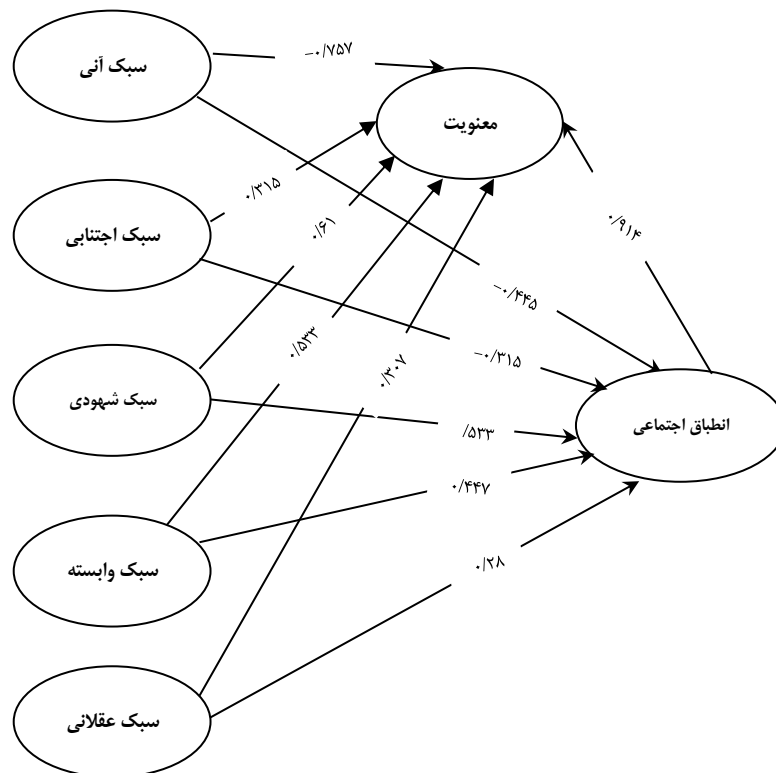 سبک آنی
-۰/۷۵۷
معنویت
۰/۳۱۵
سبک اجتنابی
۰/۶۱
۰/۹۱۴
-۰/۴۴۵
۰/۵۳۳
۰/۳۰۷
-۰/۳۱۵
سبک شهودی
/۵۳۳
انطباق اجتماعی
۰/۴۴۷
سبک وابسته
۰/۲۸
سبک عقلانی